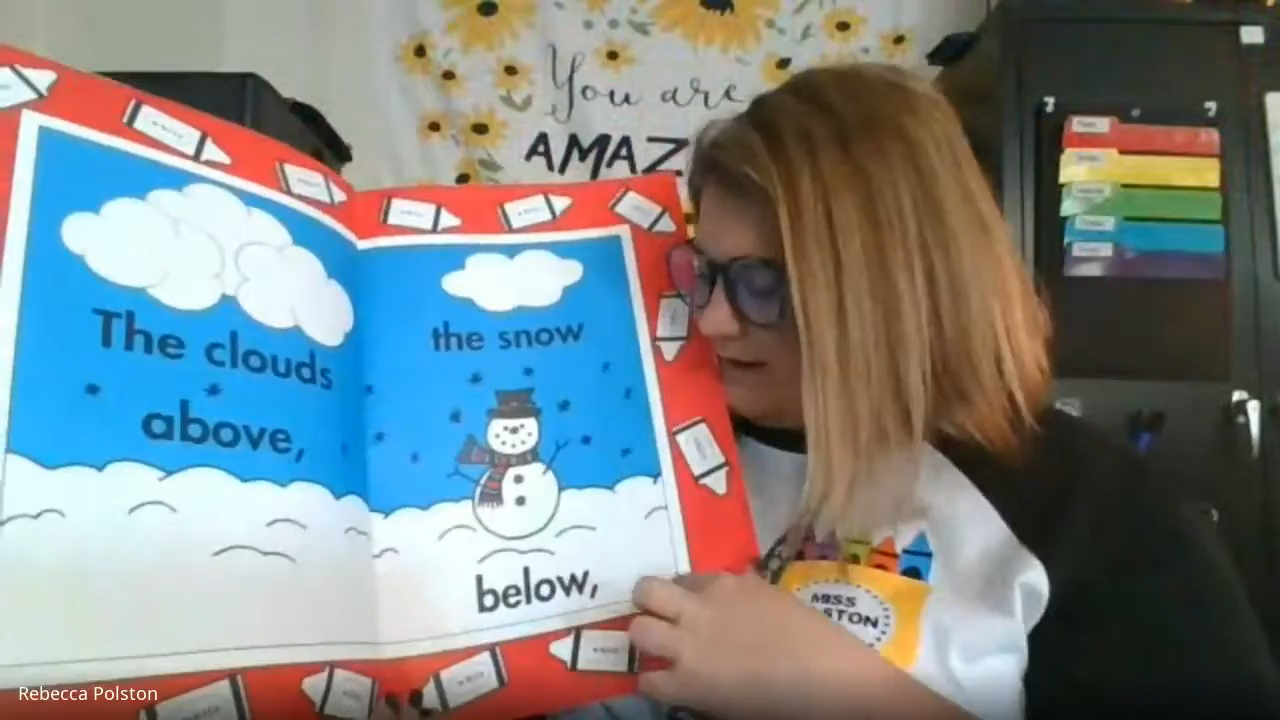 You are
AMAZ
The clouds
above,
the snow
below,
MISS
STON
Rebecca Polston